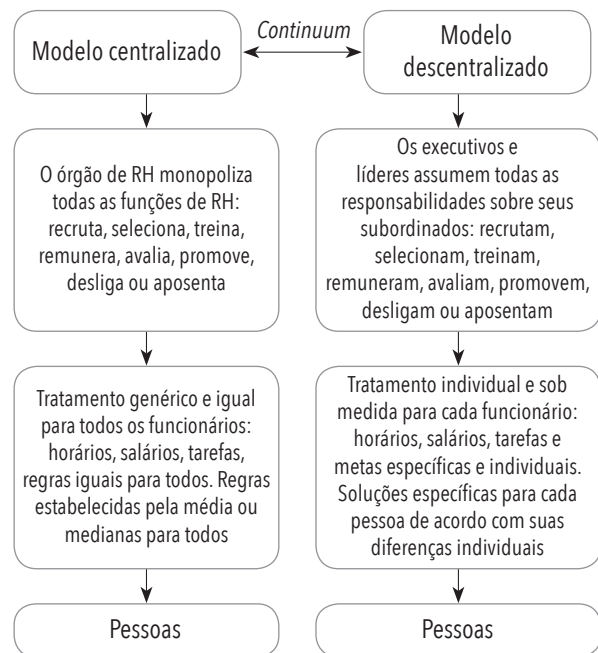 Modelo centralizado
Continuum
Modelo
descentralizado
O órgão de RH monopoliza
todas as funções de RH:
recruta, seleciona, treina,
remunera, avalia, promove,
desliga ou aposenta
Os executivos e
líderes assumem todas as
responsabilidades sobre seus
subordinados: recrutam,
selecionam, treinam,
remuneram, avaliam, promovem,
desligam ou aposentam
Tratamento genérico e igual
para todos os funcionários:
horários, salários, tarefas,
regras iguais para todos. Regras
estabelecidas pela média ou
medianas para todos
Tratamento individual e sob
medida para cada funcionário:
horários, salários, tarefas e
metas específicas e individuais.
Soluções específicas para cada
pessoa de acordo com suas
diferenças individuais
Pessoas
Pessoas